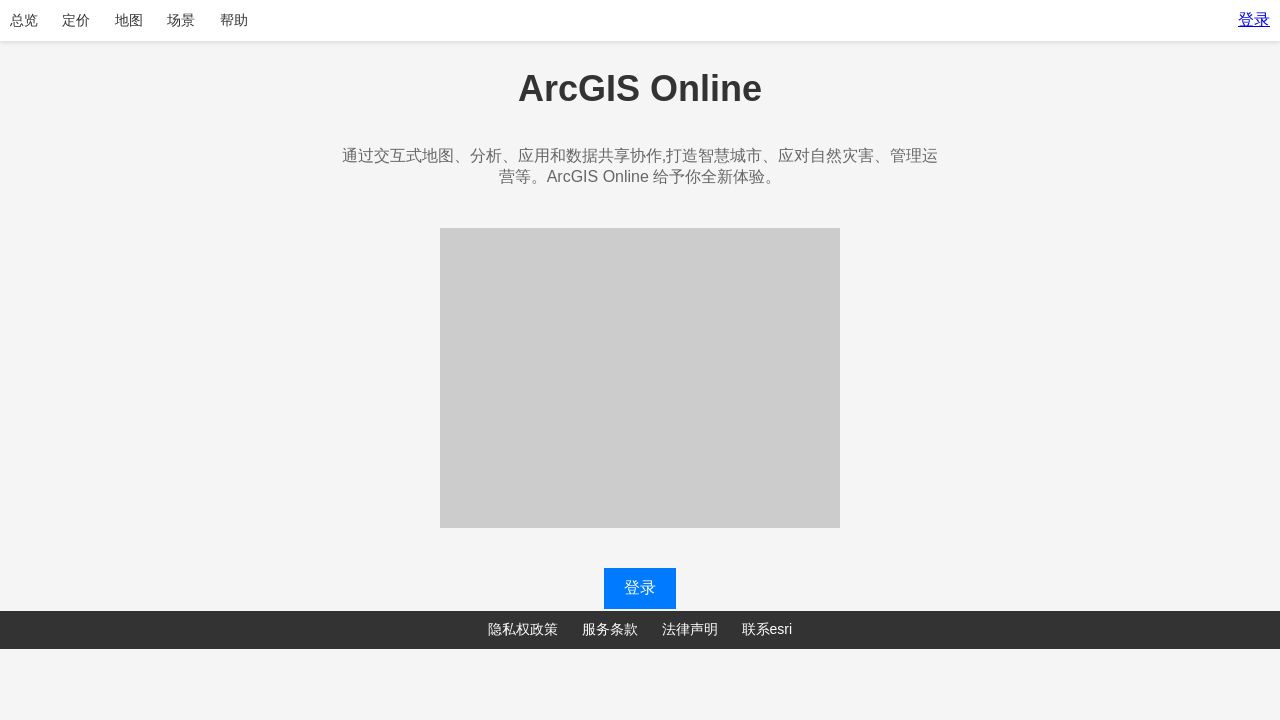 总览 定价 地图 场景 帮助 登录
ArcGIS Online
通过交互式地图、分析、应用和数据共享协作,打造智慧城市、应对自然灾害、管理运
营等。ArcGIS Online 给予你全新体验。
登录
隐私权政策 服务条款 法律声明 联系esri